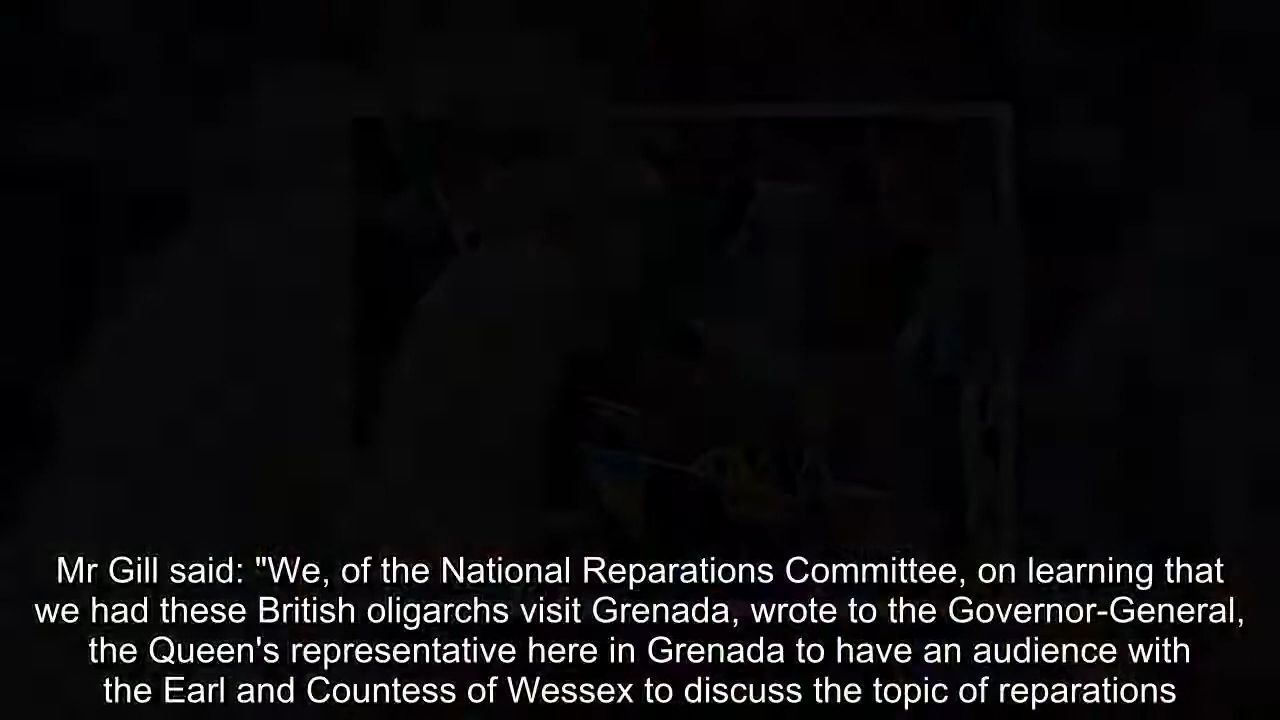 Mr Gill said: "We, of the National Reparations Committee, on learning that
we had these British oligarchs visit Grenada, wrote to the Governor-General,
the Queen's representative here in Grenada to have an audience with
the Earl and Countess of Wessex to discuss the topic of reparations